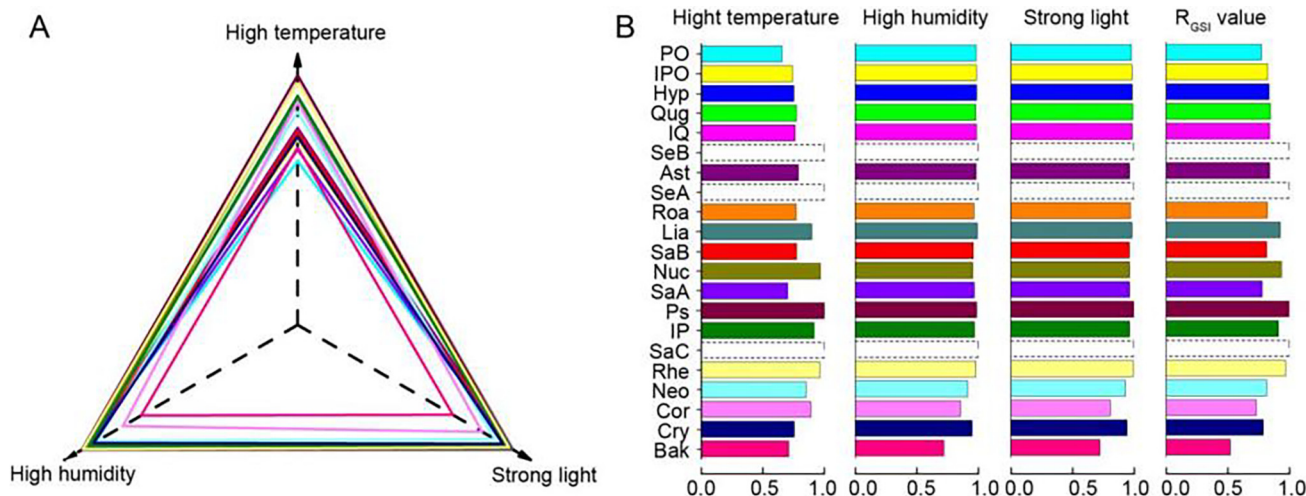 A
High temperature
High humidity
Strong light
B
Hight temperature High humidity Strong light R_GSI value
PO
IPO
Hyp
Qug
IQ
SeB
Ast
SeA
Roa
Lia
SaB
Nuc
SaA
Ps
IP
SaC
Rhe
Neo
Cor
Cry
Bak
0.0 0.5 1.0 0.0 0.5 1.0 0.0 0.5 1.0 0.0 0.5 1.0